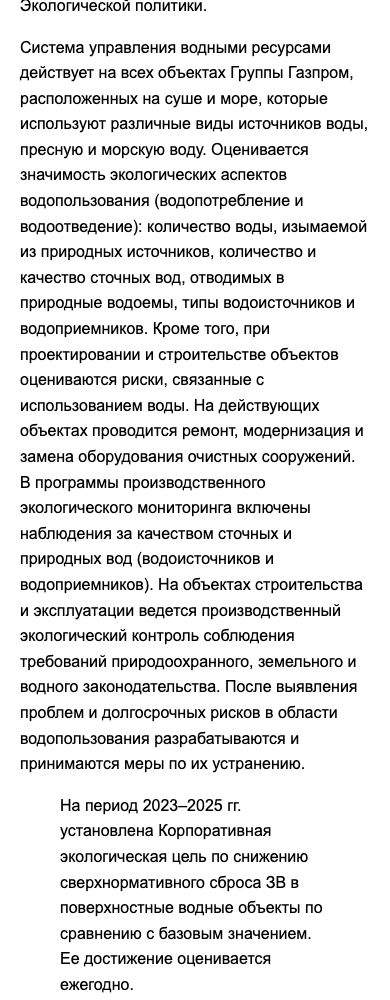 Экологической политики.
Система управления водными ресурсами
действует на всех объектах Группы Газпром,
расположенных на суше и море, которые
используют различные виды источников воды,
пресную и морскую воду. Оценивается
значимость экологических аспектов
водопользования (водопотребление и
водоотведение): количество воды, изымаемой
из природных источников, количество и
качество сточных вод, отводимых в
природные водоемы, типы водоисточников и
водоприемников. Кроме того, при
проектировании и строительстве объектов
оцениваются риски, связанные с
использованием воды. На действующих
объектах проводится ремонт, модернизация и
замена оборудования очистных сооружений.
В программы производственного
экологического мониторинга включены
наблюдения за качеством сточных и
природных вод (водоисточников и
водоприемников). На объектах строительства
и эксплуатации ведется производственный
экологический контроль соблюдения
требований природоохранного, земельного и
водного законодательства. После выявления
проблем и долгосрочных рисков в области
водопользования разрабатываются и
принимаются меры по их устранению.
На период 2023–2025 гг.
установлена Корпоративная
экологическая цель по снижению
сверхнормативного сброса ЗВ в
поверхностные водные объекты по
сравнению с базовым значением.
Ее достижение оценивается
ежегодно.